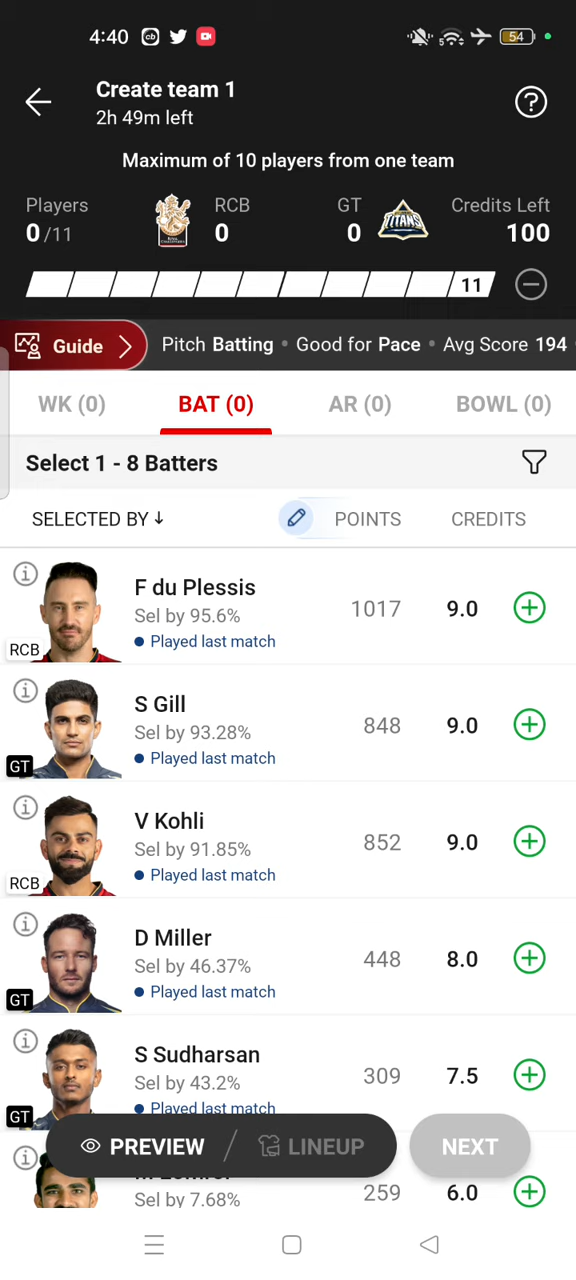 4:40
54
Create team 1
2h 49m left
Maximum of 10 players from one team
Players RCB GT Credits Left
0/11 0 0 100
11
Guide Pitch Batting • Good for Pace • Avg Score 194
WK (0) BAT (0) AR (0) BOWL (0)
Select 1 - 8 Batters
SELECTED BY ↓ POINTS CREDITS
F du Plessis
Sel by 95.6% 1017 9.0
RCB Played last match
S Gill
Sel by 93.28% 848 9.0
GT Played last match
V Kohli
Sel by 91.85% 852 9.0
RCB Played last match
D Miller
Sel by 46.37% 448 8.0
GT Played last match
S Sudharsan
Sel by 43.2% 309 7.5
GT Played last match
PREVIEW / LINEUP NEXT
Sel by 7.68% 259 6.0